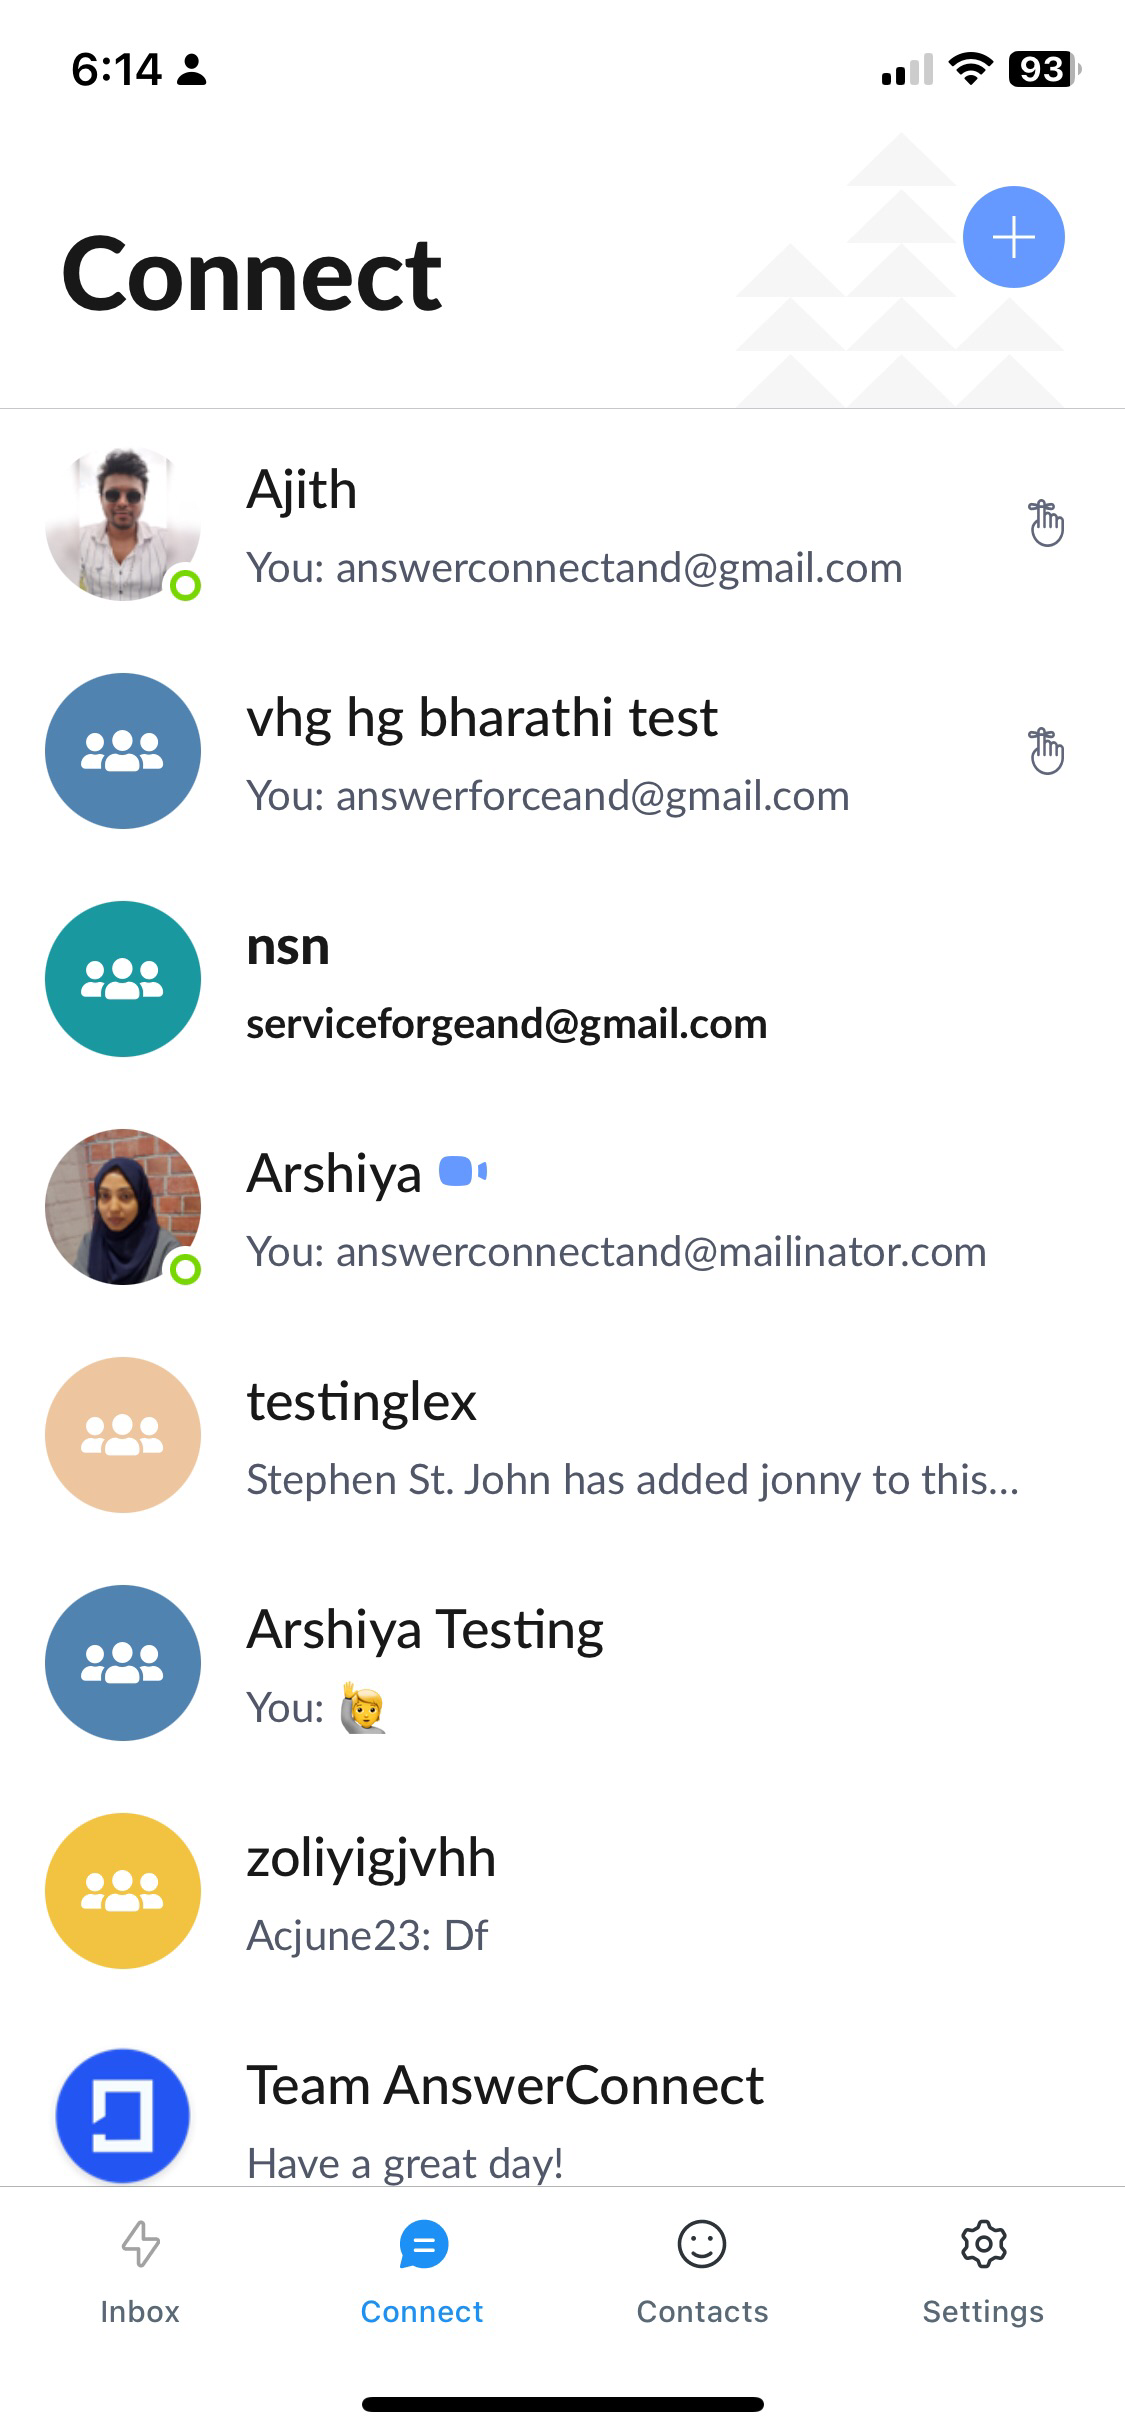 6:14
93
Connect
Ajith
You: answerconnectand@gmail.com
vhg hg bharathi test
You: answerforceand@gmail.com
nsn
serviceforgeand@gmail.com
Arshiya
You: answerconnectand@mailinator.com
testinglex
Stephen St. John has added jonny to this...
Arshiya Testing
You: 🙋
zoliyigjvhh
Acjune23: Df
Team AnswerConnect
Have a great day!
Inbox
Connect
Contacts
Settings